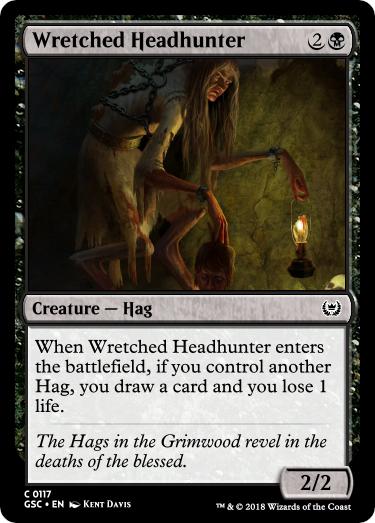 Wretched Headhunter 2
Creature — Hag
When Wretched Headhunter enters
the battlefield, if you control another
Hag, you draw a card and you lose 1
life.
The Hags in the Grimwood revel in the
deaths of the blessed.
2/2
C 0117
GSC • EN Kent Davis
™ & © 2018 Wizards of the Coast